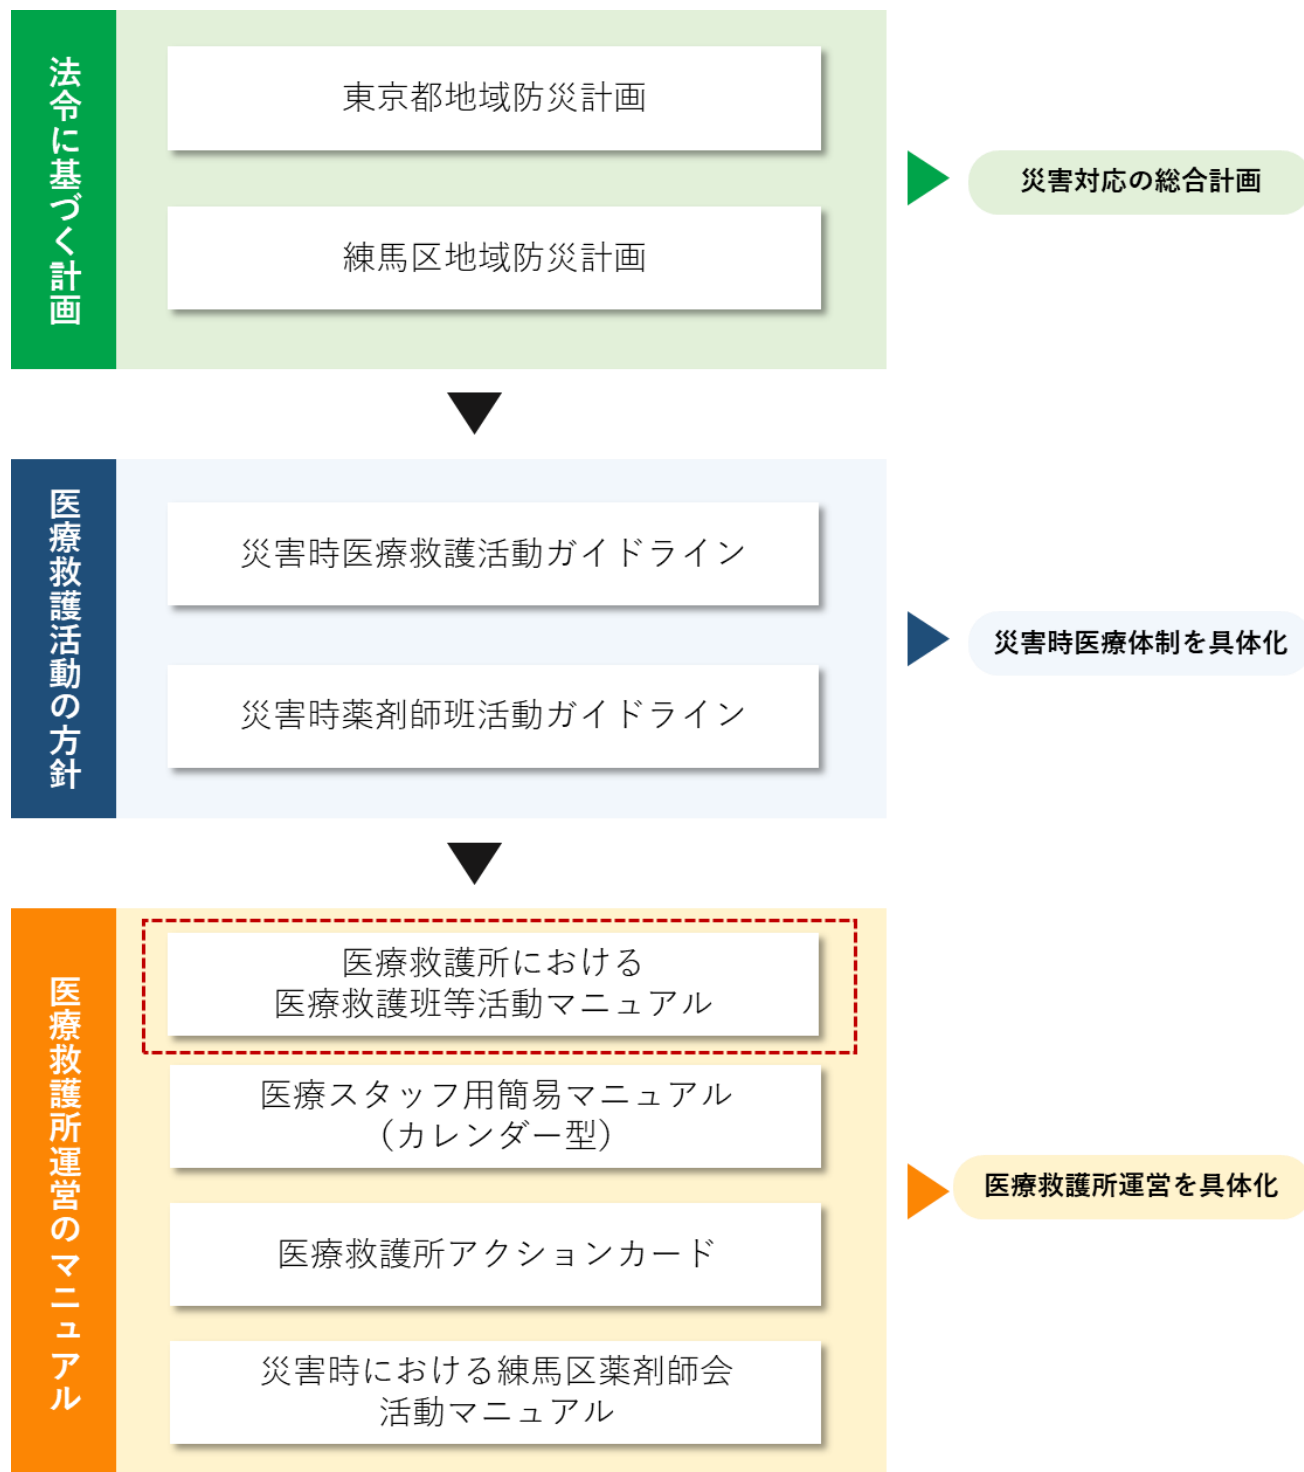 法令に基づく計画
東京都地域防災計画
練馬区地域防災計画
災害対応の総合計画
医療救護活動の方針
災害時医療救護活動ガイドライン
災害時薬剤師班活動ガイドライン
災害時医療体制を具体化
医療救護所運営のマニュアル
医療救護所における
医療救護班等活動マニュアル
医療スタッフ用簡易マニュアル
（カレンダー型）
医療救護所アクションカード
災害時における練馬区薬剤師会
活動マニュアル
医療救護所運営を具体化